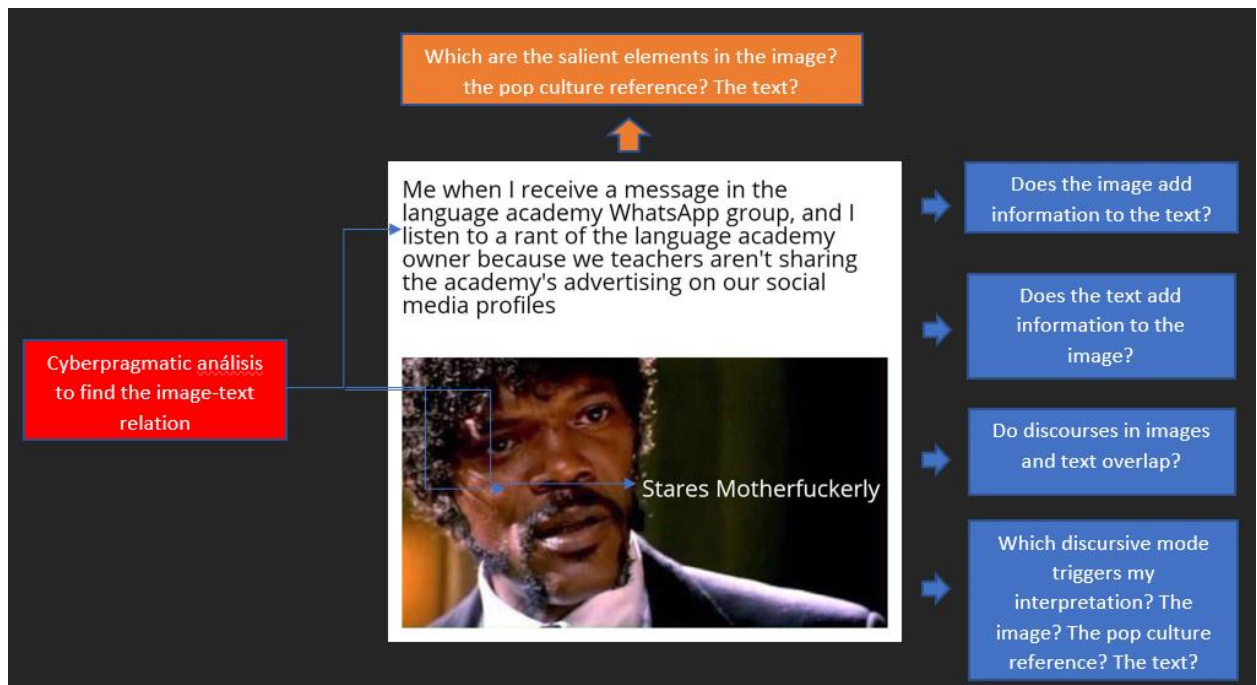 Which are the salient elements in the image?
the pop culture reference? The text?
Me when I receive a message in the
language academy WhatsApp group, and I
listen to a rant of the language academy
owner because we teachers aren't sharing
the academy's advertising on our social
media profiles
Stares Motherfuckerly
Cyberpragmatic análisis
to find the image-text
relation
Does the image add
information to the text?
Does the text add
information to the
image?
Do discourses in images
and text overlap?
Which discursive mode
triggers my
interpretation? The
image? The pop culture
reference? The text?